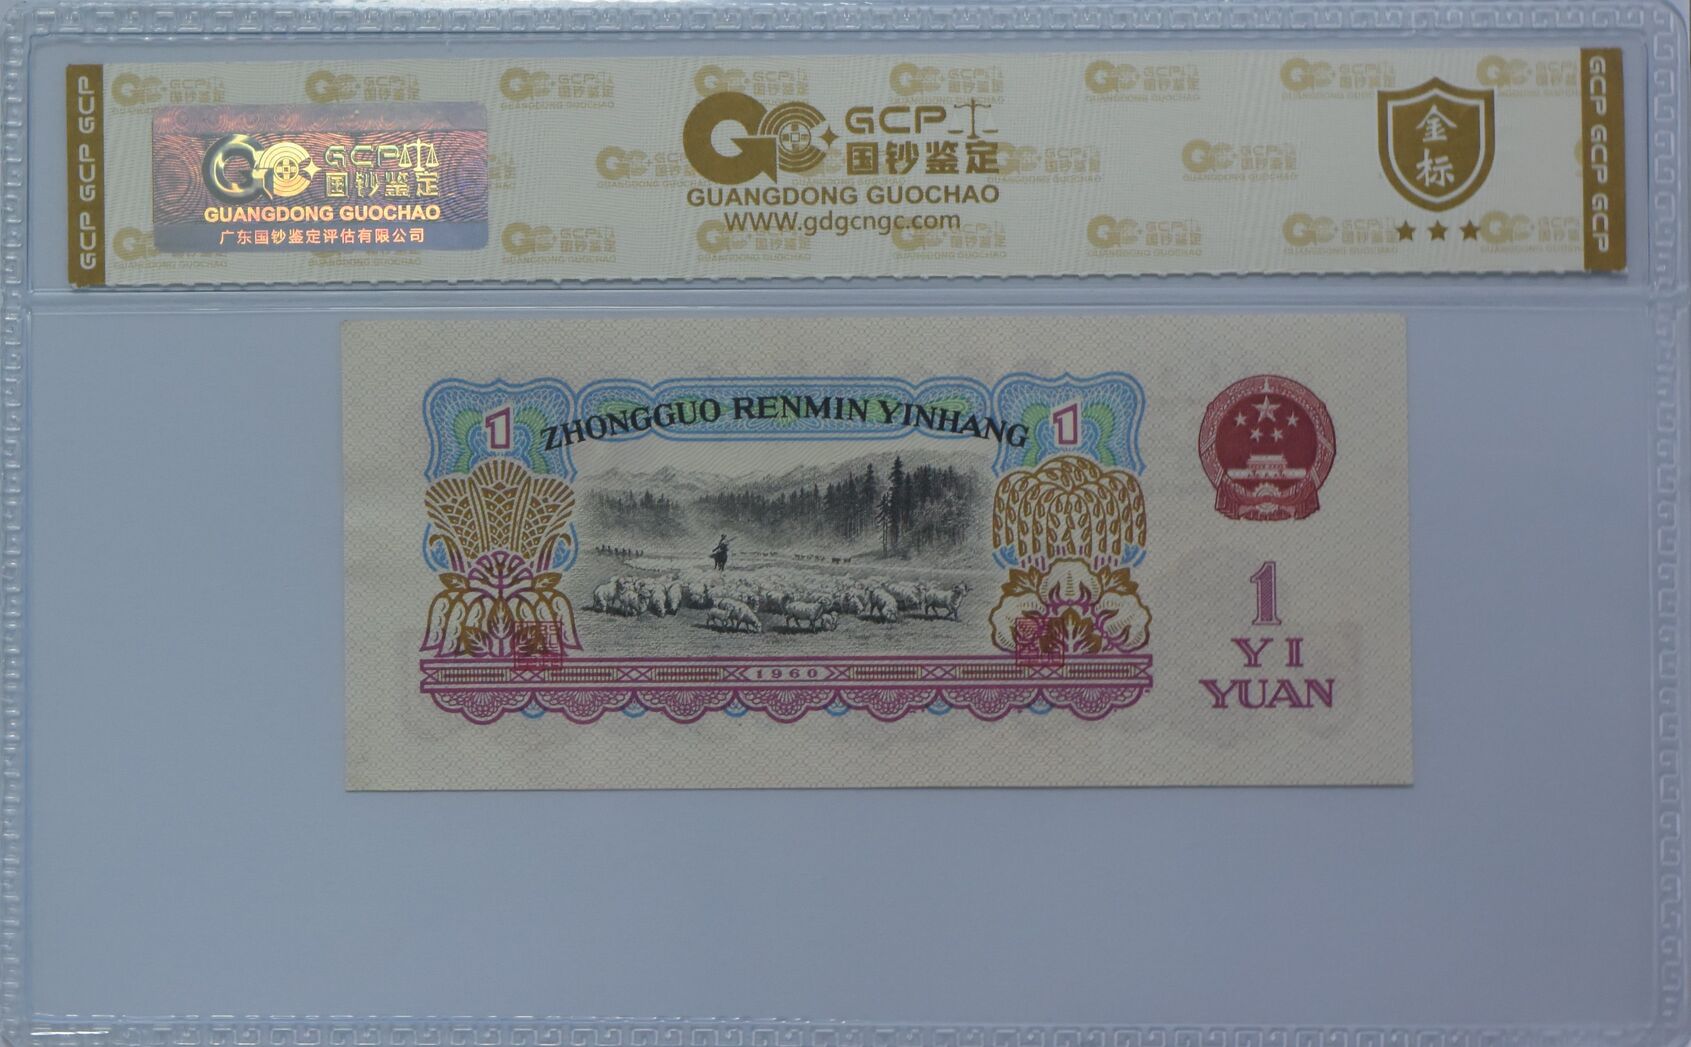 GCP GCP GCP
GCP
国钞鉴定
GUANGDONG GUOCHAO
广东国钞鉴定评估有限公司
GCP
国钞鉴定
GUANGDONG GUOCHAO
WWW.gdgcngc.com
金
标
GCP GCP GCP
1
ZHONGGUO RENMIN YINHANG
1
1
YI
YUAN
1960